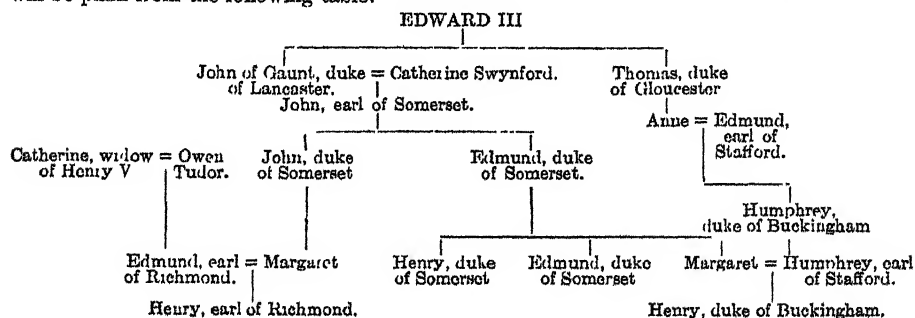 EDWARD III
John of Gaunt, duke = Catherine Swynford.
of Lancaster.
Thomas, duke
of Gloucester
John, earl of Somerset.
Anne = Edmund,
earl of
Stafford.
Catherine, widow = Owen
of Henry V Tudor.
John, duke
of Somerset
Edmund, duke
of Somerset.
Humphrey,
duke of Buckingham
Edmund, earl = Margaret
of Richmond.
Henry, duke
of Somerset
Edmund, duke
of Somerset
Margaret = Humphrey, earl
of Stafford.
Henry, earl of Richmond.
Henry, duke of Buckingham.